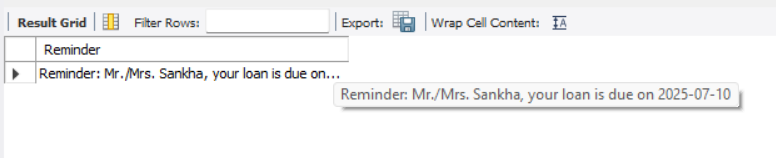 Result Grid Filter Rows: Export: Wrap Cell Content: IA
Reminder
Reminder: Mr./Mrs. Sankha, your loan is due on...
Reminder: Mr./Mrs. Sankha, your loan is due on 2025-07-10